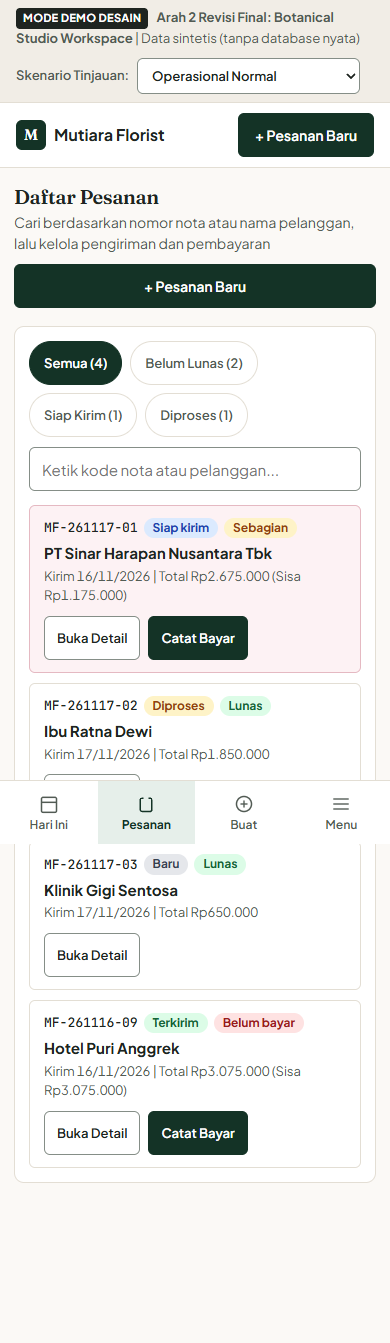 MODE DEMO DESAIN Arah 2 Revisi Final: Botanical
Studio Workspace | Data sintetis (tanpa database nyata)
Skenario Tinjauan: Operasional Normal
M Mutiara Florist + Pesanan Baru
Daftar Pesanan
Cari berdasarkan nomor nota atau nama pelanggan,
lalu kelola pengiriman dan pembayaran
+ Pesanan Baru
Semua (4) Belum Lunas (2)
Siap Kirim (1) Diproses (1)
Ketik kode nota atau pelanggan...
MF-261117-01 Siap kirim Sebagian
PT Sinar Harapan Nusantara Tbk
Kirim 16/11/2026 | Total Rp2.675.000 (Sisa
Rp1.175.000)
Buka Detail Catat Bayar
MF-261117-02 Diproses Lunas
Ibu Ratna Dewi
Kirim 17/11/2026 | Total Rp1.850.000
Hari Ini Pesanan Buat Menu
MF-261117-03 Baru Lunas
Klinik Gigi Sentosa
Kirim 17/11/2026 | Total Rp650.000
Buka Detail
MF-261116-09 Terkirim Belum bayar
Hotel Puri Anggrek
Kirim 16/11/2026 | Total Rp3.075.000 (Sisa
Rp3.075.000)
Buka Detail Catat Bayar